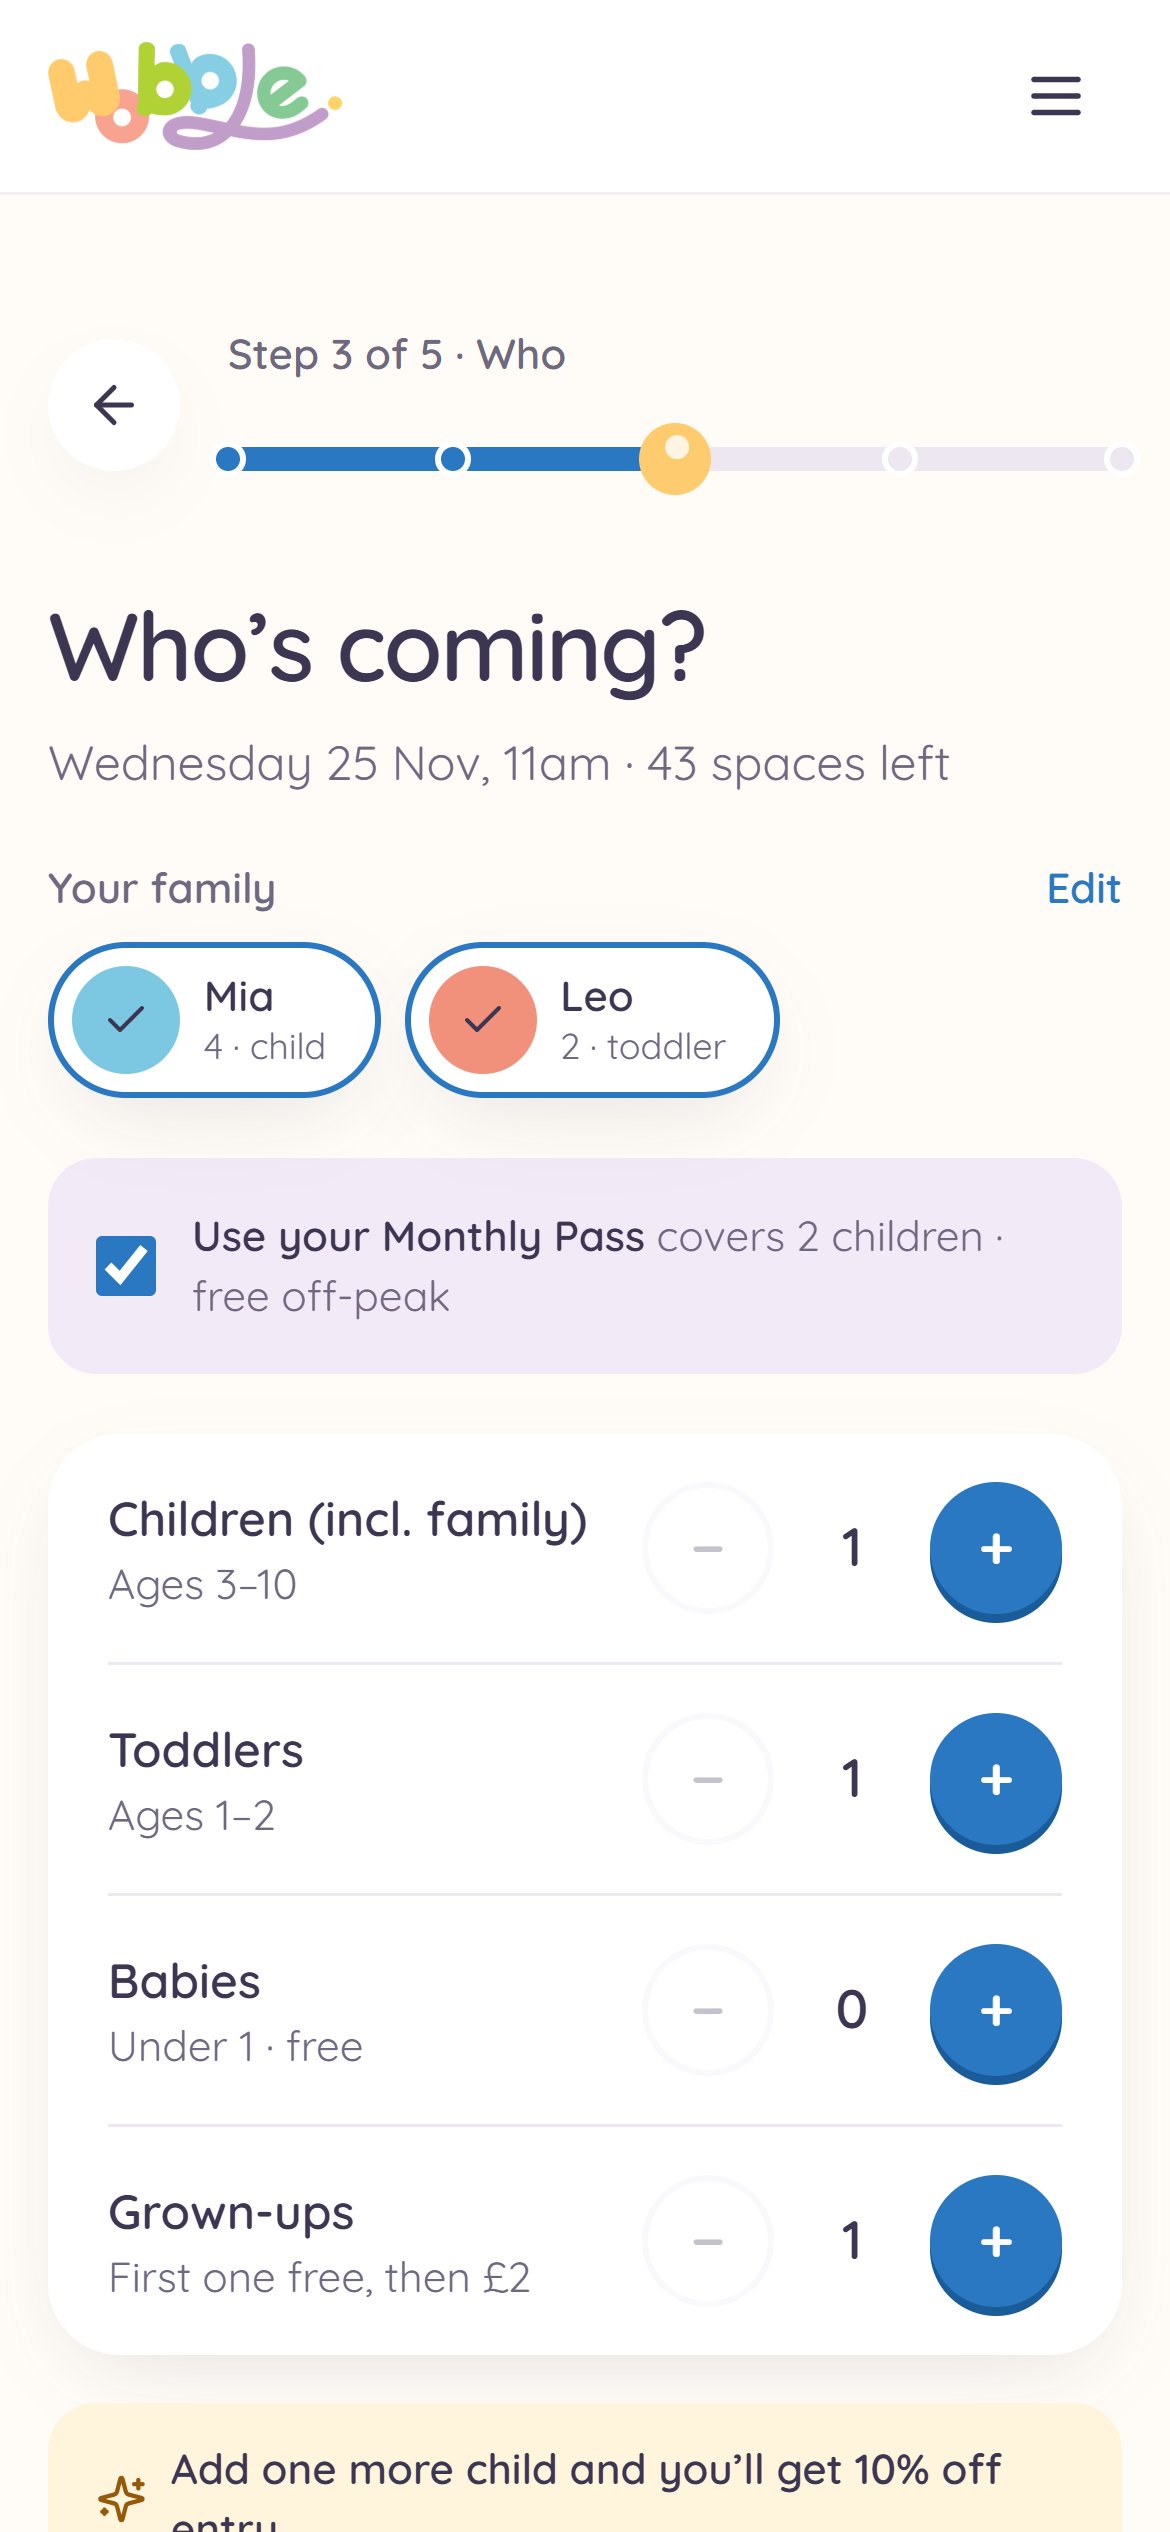 Wobble.
Step 3 of 5 · Who
Who’s coming?
Wednesday 25 Nov, 11am · 43 spaces left
Your family
Edit
Mia
4 · child
Leo
2 · toddler
Use your Monthly Pass covers 2 children ·
free off-peak
Children (incl. family)
Ages 3–10
1
Toddlers
Ages 1–2
1
Babies
Under 1 · free
0
Grown-ups
First one free, then £2
1
Add one more child and you’ll get 10% off
entry